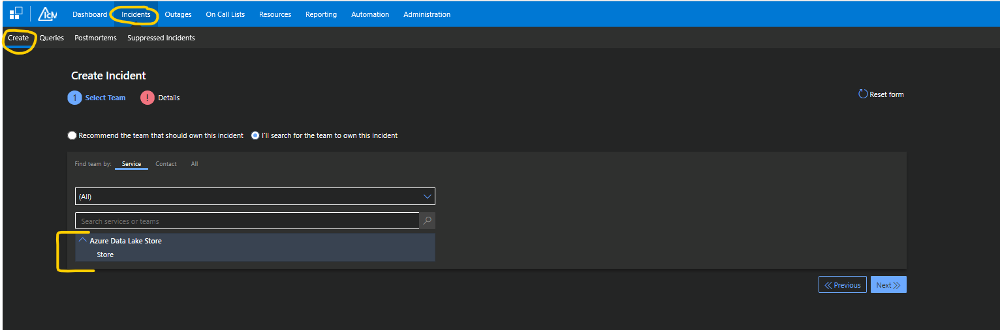 IcM Dashboard Incidents Outages On Call Lists Resources Reporting Automation Administration
Create Queries Postmortems Suppressed Incidents
Create Incident
1 Select Team ! Details
Reset form
Recommend the team that should own this incident I'll search for the team to own this incident
Find team by: Service Contact All
(All)
Search services or teams
Azure Data Lake Store
Store
Previous Next